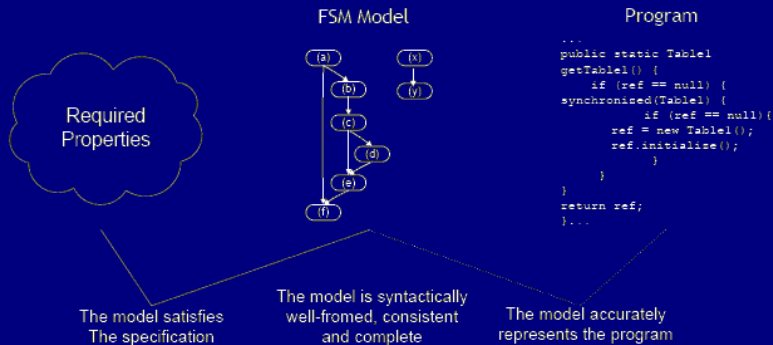 FSM Model
Program
Required
Properties
(a)
(x)
(b)
(y)
(c)
(d)
(e)
(f)
...
public static Table1
getTable1() {
if (ref == null) {
synchronised(Table1) {
if (ref == null){
ref = new Table1();
ref.initialize();
}
}
}
return ref;
}...
The model satisfies
The specification
The model is syntactically
well-fromed, consistent
and complete
The model accurately
represents the program